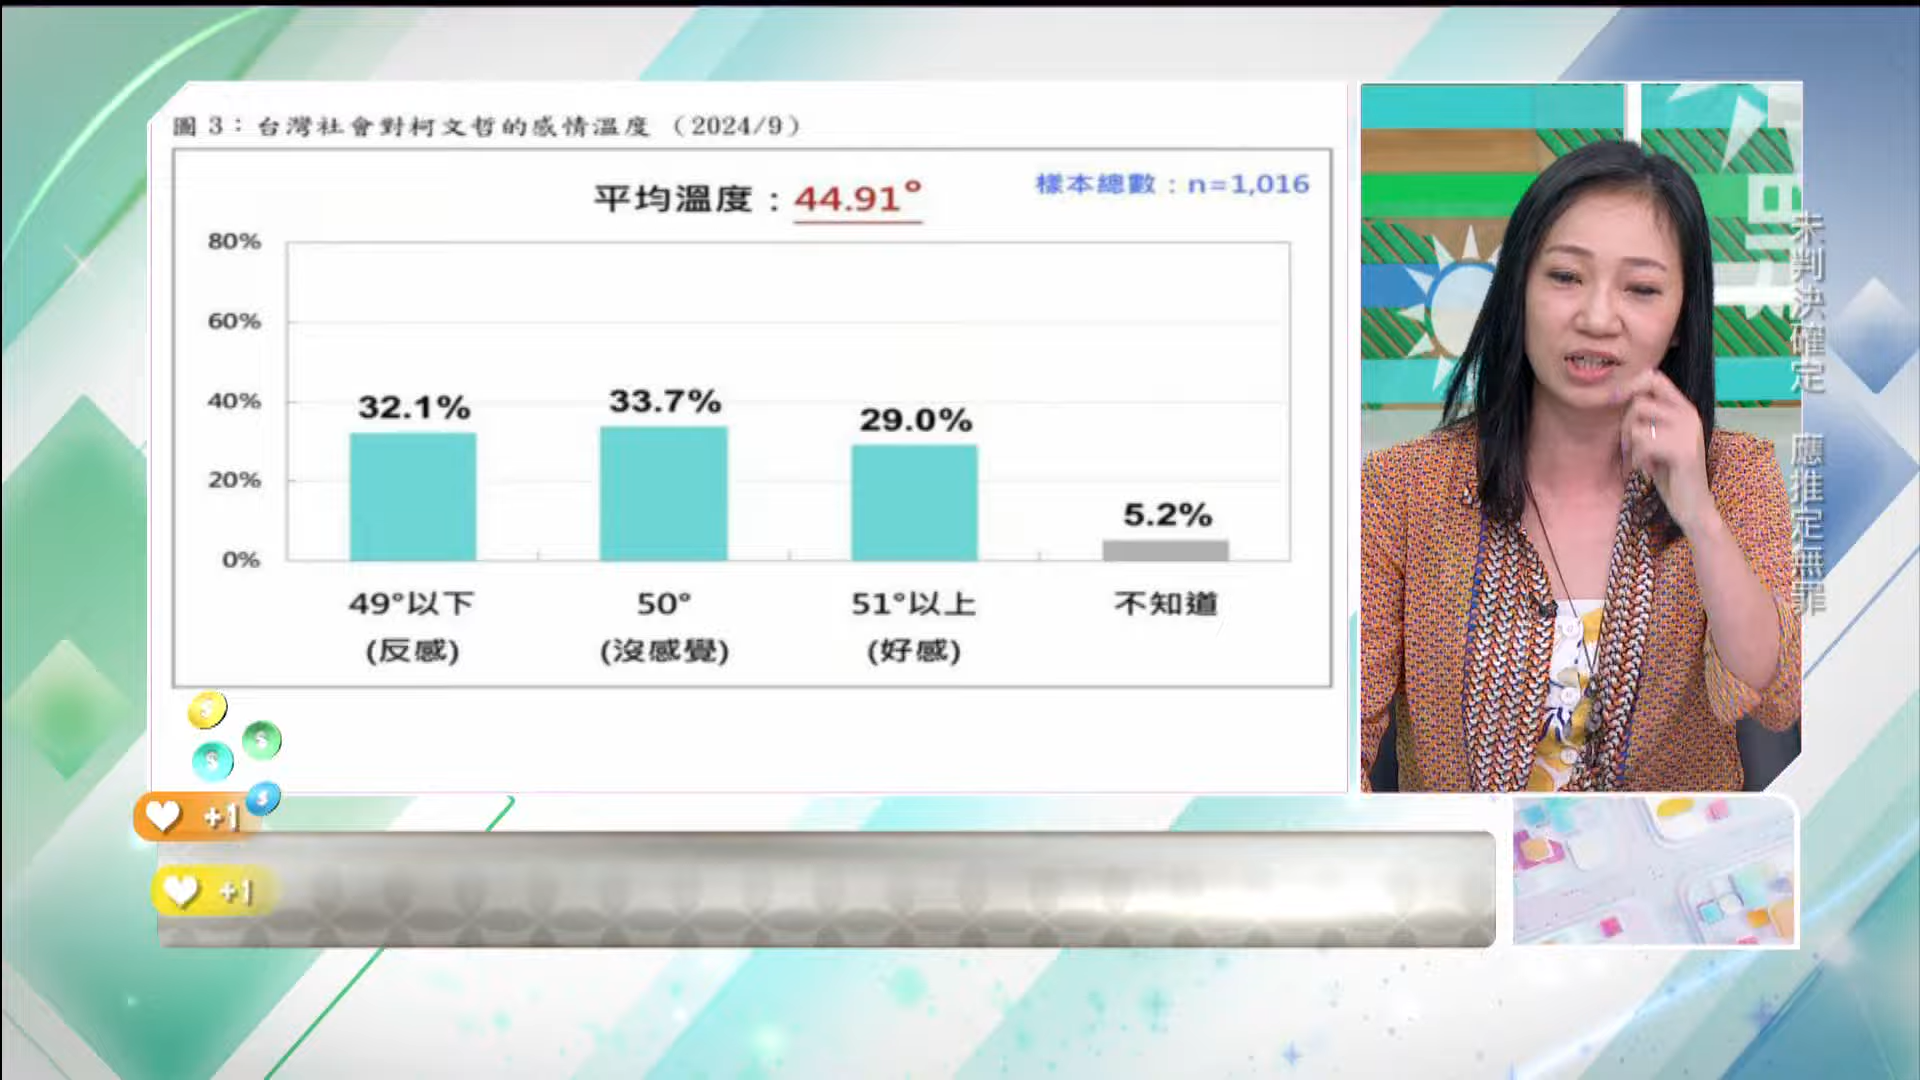 圖 3：台灣社會對柯文哲的感情溫度 （2024/9）
平均溫度：44.91°
樣本總數：n=1,016
80%
60%
40%
20%
0%
32.1%
33.7%
29.0%
5.2%
49°以下
(反感)
50°
(沒感覺)
51°以上
(好感)
不知道
未判決確定 應推定無罪
+1
+1